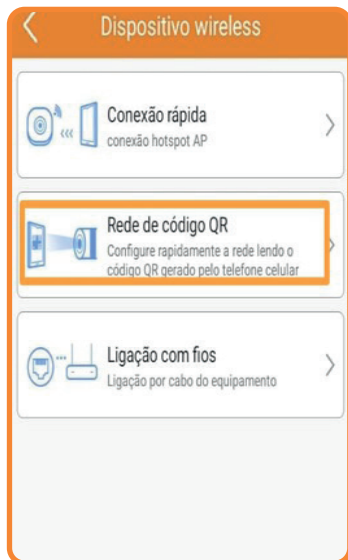 Dispositivo wireless
Conexão rápida
conexão hotspot AP
Rede de código QR
Configure rapidamente a rede lendo o
código QR gerado pelo telefone celular
Ligação com fios
Ligação por cabo do equipamento